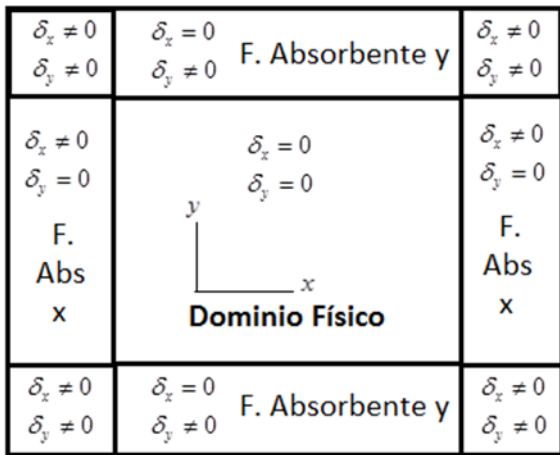 δx ≠ 0
δy ≠ 0
δx = 0
δy ≠ 0
F. Absorbente y
δx ≠ 0
δy ≠ 0
δx ≠ 0
δy = 0
F.
Abs
x
δx = 0
δy = 0
y
x
Dominio Físico
δx ≠ 0
δy = 0
F.
Abs
x
δx ≠ 0
δy ≠ 0
δx = 0
δy ≠ 0
F. Absorbente y
δx ≠ 0
δy ≠ 0